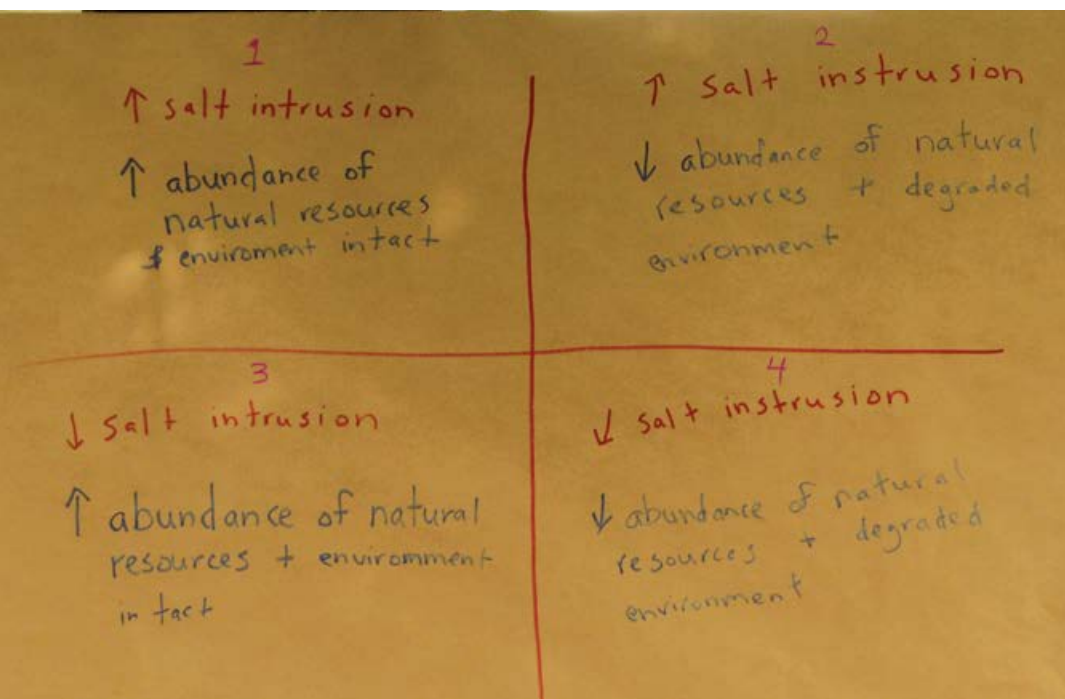 1
↑ salt intrusion
↑ abundance of
natural resources
& enviroment intact
2
↑ salt instrusion
↓ abundance of natural
resources + degraded
environment
3
↓ salt intrusion
↑ abundance of natural
resources + enviromment
in tact
4
↓ salt instrusion
↓ abundance of natural
resources + degraded
environment